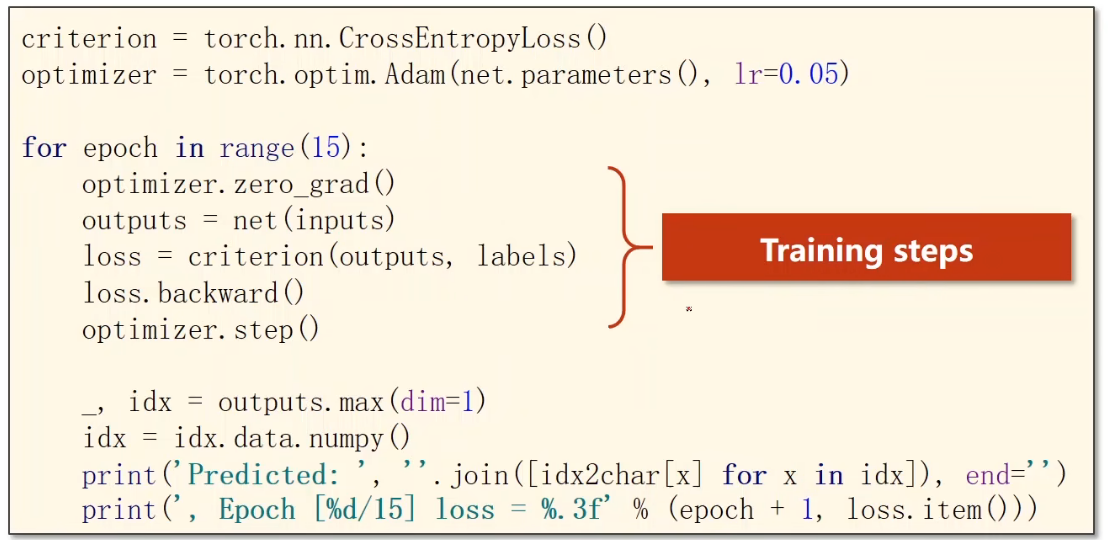 criterion = torch.nn.CrossEntropyLoss()
optimizer = torch.optim.Adam(net.parameters(), lr=0.05)
for epoch in range(15):
    optimizer.zero_grad()
    outputs = net(inputs)
    loss = criterion(outputs, labels)
    loss.backward()
    optimizer.step()
Training steps
    _, idx = outputs.max(dim=1)
    idx = idx.data.numpy()
    print('Predicted: ', ''.join([idx2char[x] for x in idx]), end='')
    print(', Epoch [%d/15] loss = %.3f' % (epoch + 1, loss.item()))